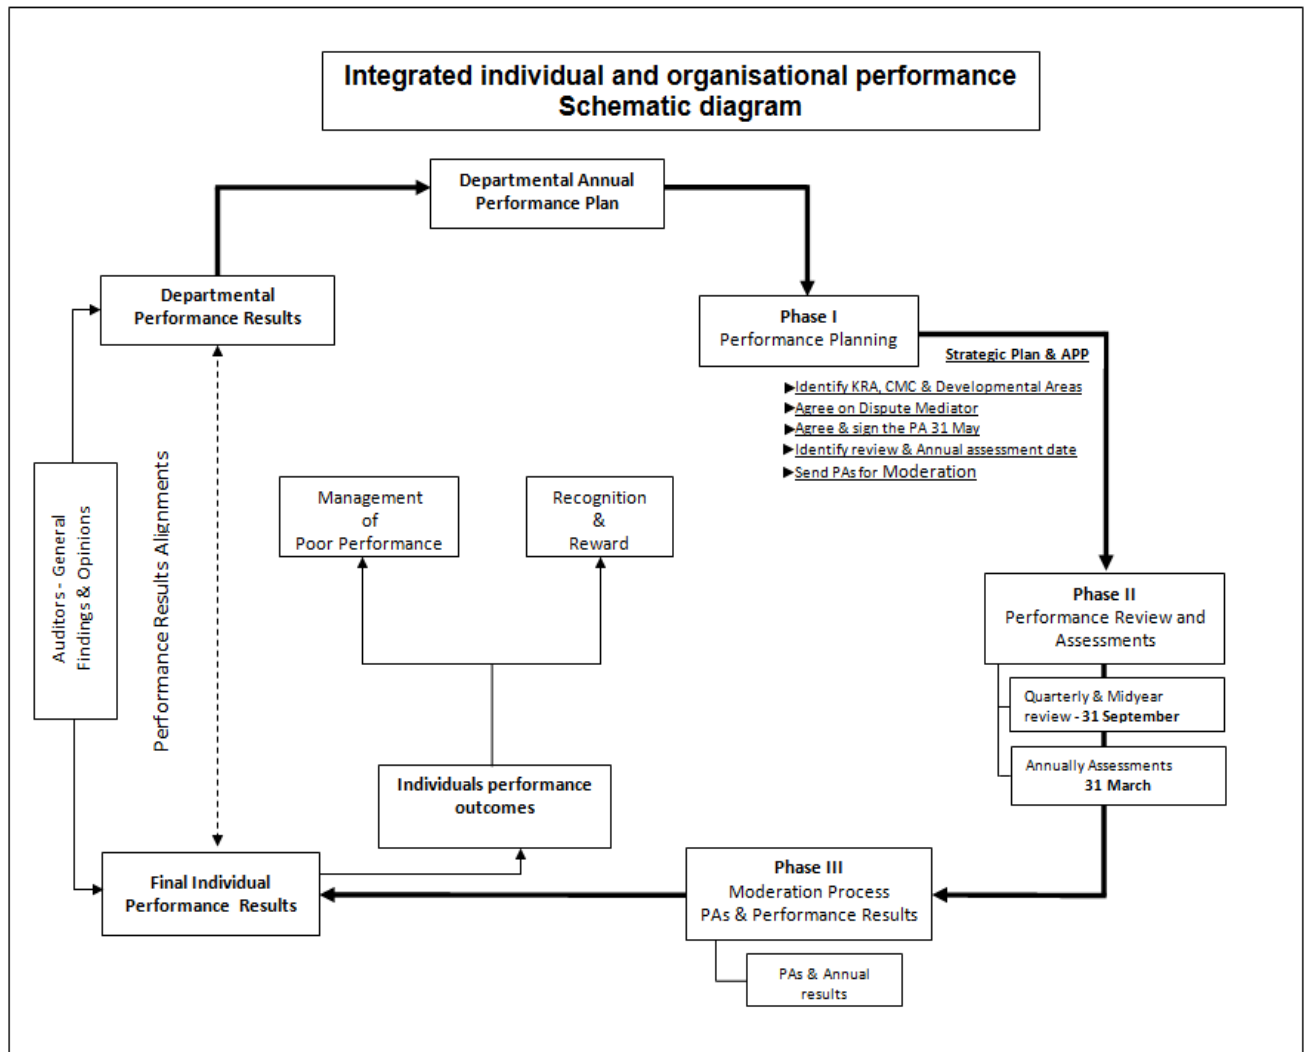 Integrated individual and organisational performance
Schematic diagram
Departmental Annual
Performance Plan
Departmental
Performance Results
Phase I
Performance Planning
Strategic Plan & APP
▶Identify KRA, CMC & Developmental Areas
▶Agree on Dispute Mediator
▶Agree & sign the PA 31 May
▶Identify review & Annual assessment date
▶Send PAs for Moderation
Auditors - General
Findings & Opinions
Performance Results Alignments
Management
of
Poor Performance
Recognition
&
Reward
Phase II
Performance Review and
Assessments
Quarterly & Midyear
review - 31 September
Annually Assessments
31 March
Individuals performance
outcomes
Final Individual
Performance Results
Phase III
Moderation Process
PAs & Performance Results
PAs & Annual
results